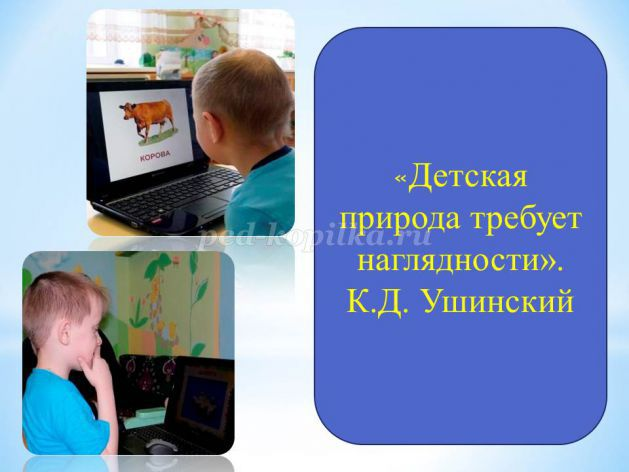 КОРОВА
«Детская
природа требует
наглядности».
К.Д. Ушинский
ped-kopilka.ru